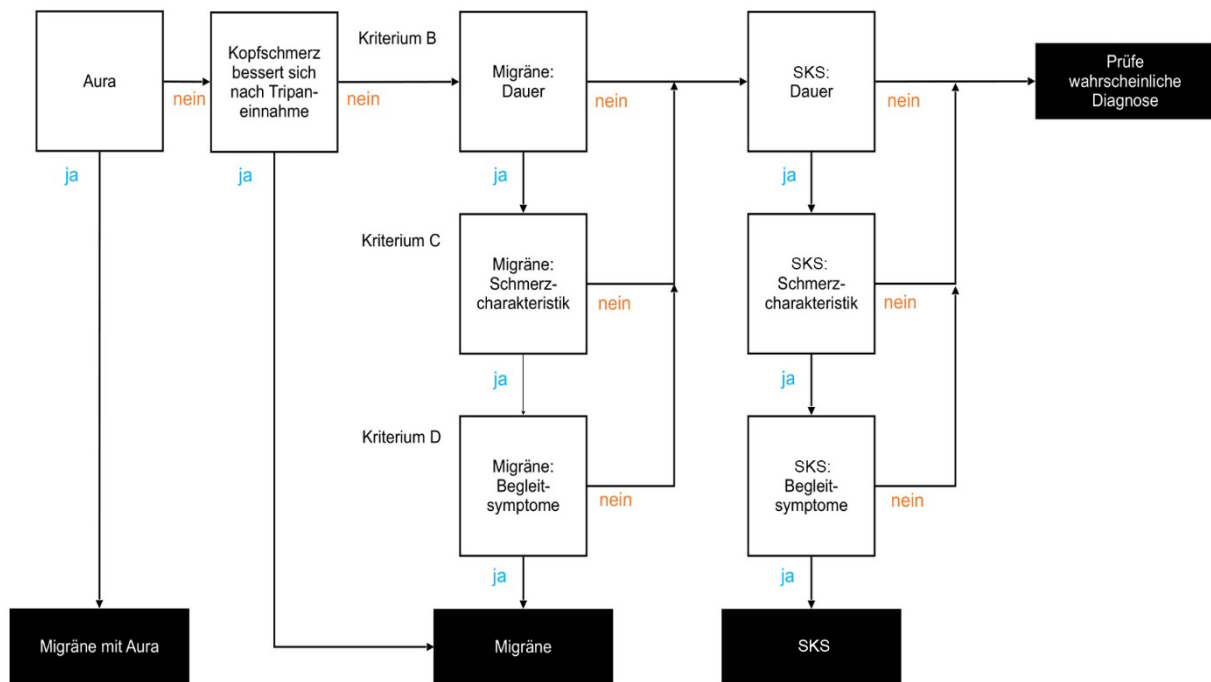 Aura
nein
ja
Kopfschmerz
bessert sich
nach Tripan-
einnahme
nein
ja
Kriterium B
Migräne:
Dauer
nein
ja
SKS:
Dauer
nein
ja
Prüfe
wahrscheinliche
Diagnose
Kriterium C
Migräne:
Schmerz-
charakteristik
nein
ja
SKS:
Schmerz-
charakteristik
nein
ja
Kriterium D
Migräne:
Begleit-
symptome
nein
ja
SKS:
Begleit-
symptome
nein
ja
Migräne mit Aura
Migräne
SKS